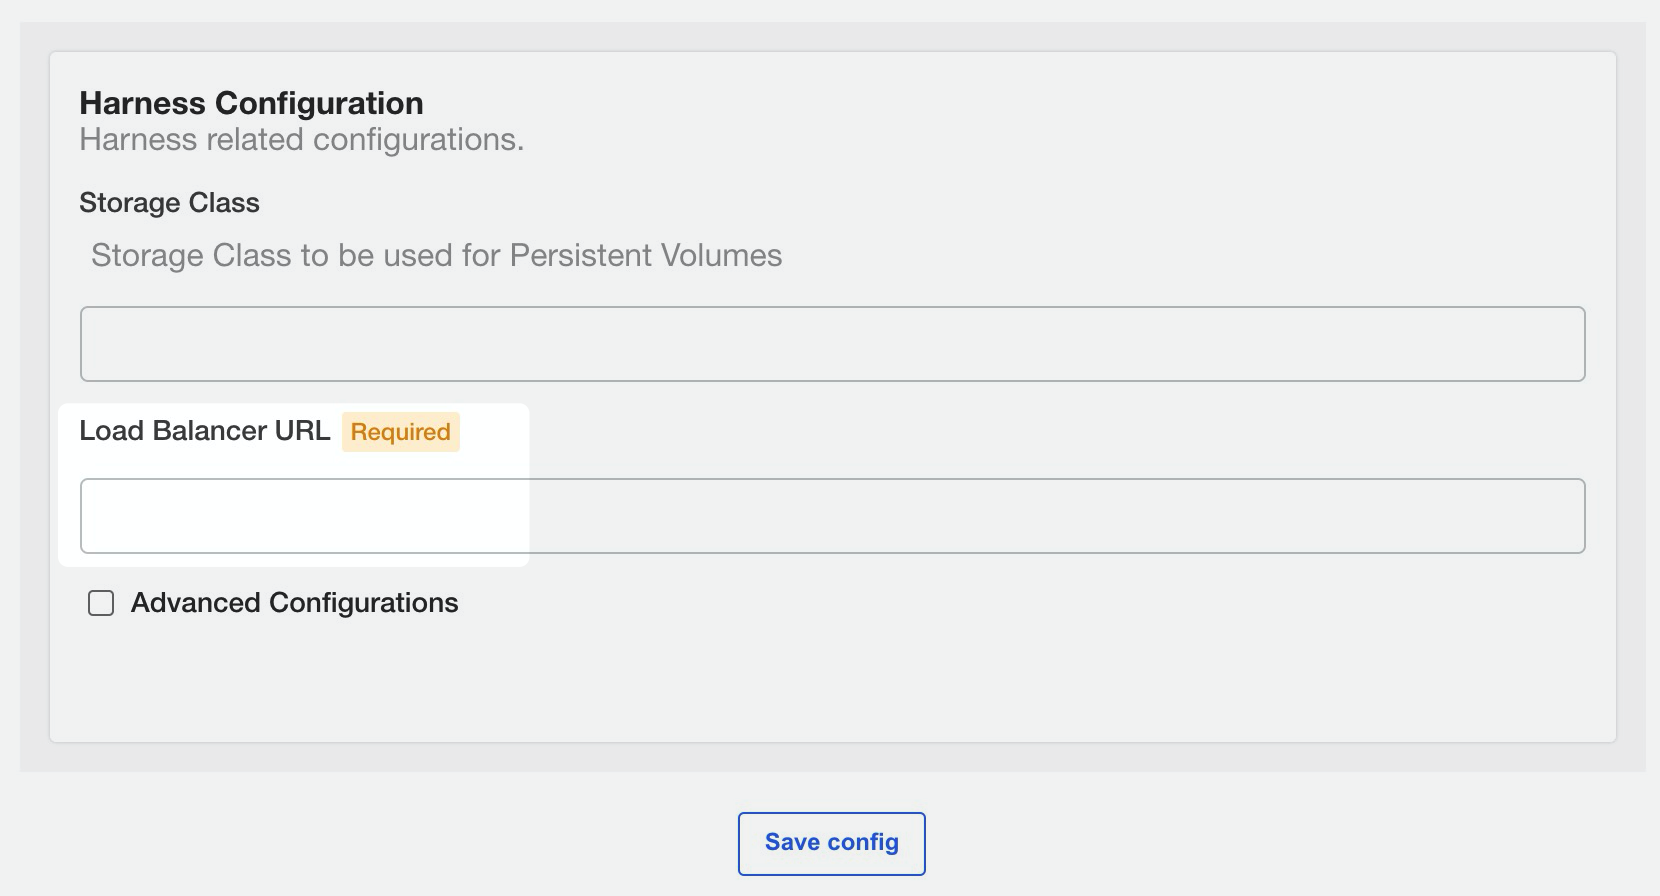 Harness Configuration
Harness related configurations.
Storage Class
Storage Class to be used for Persistent Volumes
Load Balancer URL Required
Advanced Configurations
Save config